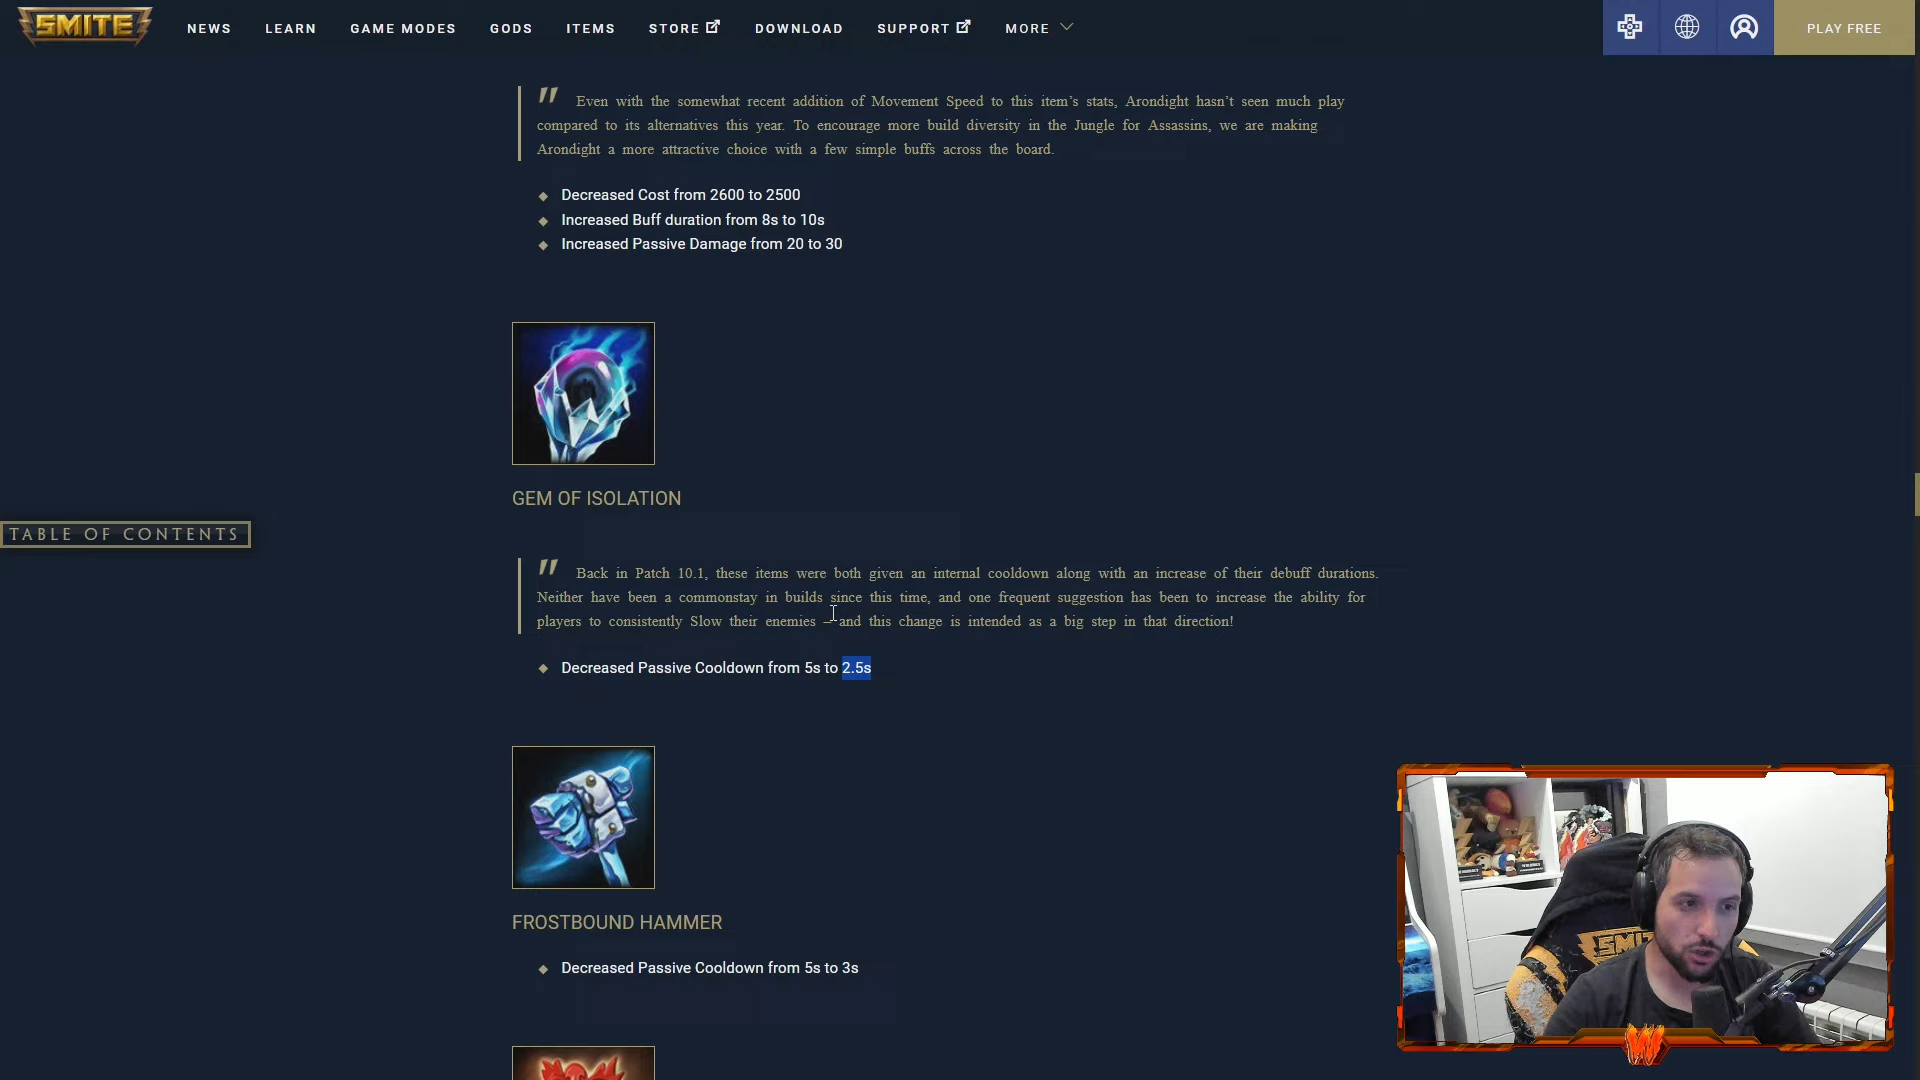 SMITE
NEWS LEARN GAME MODES GODS ITEMS STORE DOWNLOAD SUPPORT MORE PLAY FREE
" Even with the somewhat recent addition of Movement Speed to this item's stats, Arondight hasn't seen much play
compared to its alternatives this year. To encourage more build diversity in the Jungle for Assassins, we are making
Arondight a more attractive choice with a few simple buffs across the board.
Decreased Cost from 2600 to 2500
Increased Buff duration from 8s to 10s
Increased Passive Damage from 20 to 30
GEM OF ISOLATION
TABLE OF CONTENTS
" Back in Patch 10.1, these items were both given an internal cooldown along with an increase of their debuff durations.
Neither have been a commonstay in builds since this time, and one frequent suggestion has been to increase the ability for
players to consistently Slow their enemies – and this change is intended as a big step in that direction!
Decreased Passive Cooldown from 5s to 2.5s
FROSTBOUND HAMMER
Decreased Passive Cooldown from 5s to 3s